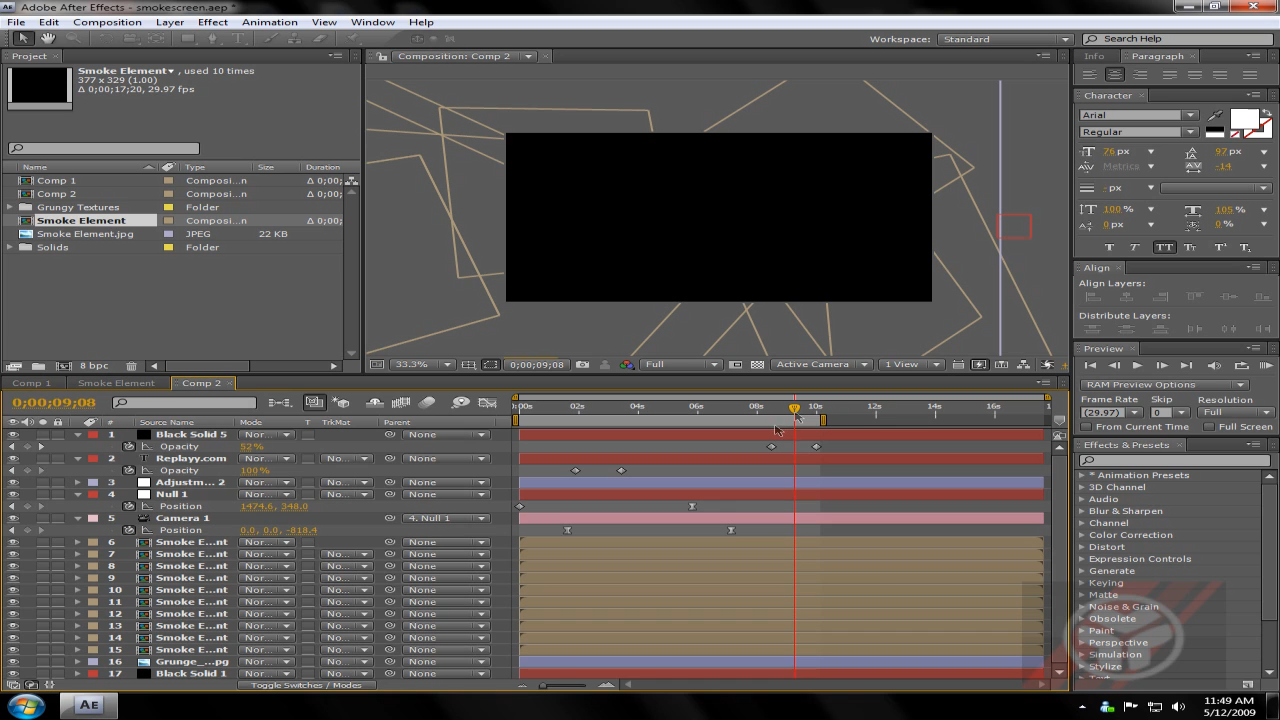 Adobe After Effects - smokescreen.aep *
File Edit Composition Layer Effect Animation View Window Help
Workspace: Standard Search Help
Project
Smoke Element▾, used 10 times
377 x 329 (1.00)
Δ 0;00;17;20, 29.97 fps
Name Type Size Duration
Comp 1 Composi...n Δ 0;00;
Comp 2 Composi...n Δ 0;00;
Grungy Textures Folder
Smoke Element Composi...n Δ 0;00;
Smoke Element.jpg JPEG 22 KB
Solids Folder
8 bpc
Composition: Comp 2
33.3% 0;00;09;08 Full Active Camera 1 View
Info Paragraph
Character
Arial
Regular
76 px 97 px
Metrics -14
- px
100 % 105 %
0 px 0 %
T T TT Tt T¹ T₁
Align
Align Layers:
Distribute Layers:
Preview
RAM Preview Options
Frame Rate Skip Resolution
(29.97) 0 Full
From Current Time Full Screen
Effects & Presets
* Animation Presets
3D Channel
Audio
Blur & Sharpen
Channel
Color Correction
Distort
Expression Controls
Generate
Keying
Matte
Noise & Grain
Obsolete
Paint
Perspective
Simulation
Stylize
Text
Comp 1 Smoke Element Comp 2
0;00;09;08
:00s 02s 04s 06s 08s 10s 12s 14s 16s 1
# Source Name Mode T TrkMat Parent
1 Black Solid 5 Nor... None
Opacity 52%
2 T Replayy.com Nor... No... None
Opacity 100%
3 Adjustm... 2 Nor... No... None
4 Null 1 Nor... No... None
Position 1474.6, 348.0
5 Camera 1 4. Null 1
Position 0.0, 0.0, -818.4
6 Smoke E...nt Nor... None
7 Smoke E...nt Nor... No... None
8 Smoke E...nt Nor... No... None
9 Smoke E...nt Nor... No... None
10 Smoke E...nt Nor... No... None
11 Smoke E...nt Nor... No... None
12 Smoke E...nt Nor... No... None
13 Smoke E...nt Nor... No... None
14 Smoke E...nt Nor... No... None
15 Smoke E...nt Nor... No... None
16 Grunge_...pg Nor... No... None
17 Black Solid 1 Nor... No... None
Toggle Switches / Modes
AE
11:49 AM
5/12/2009